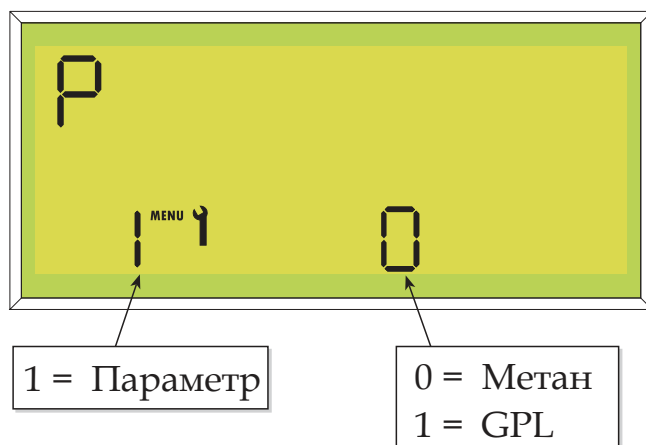 P
1 MENU 0
1 = Параметр
0 = Метан
1 = GPL